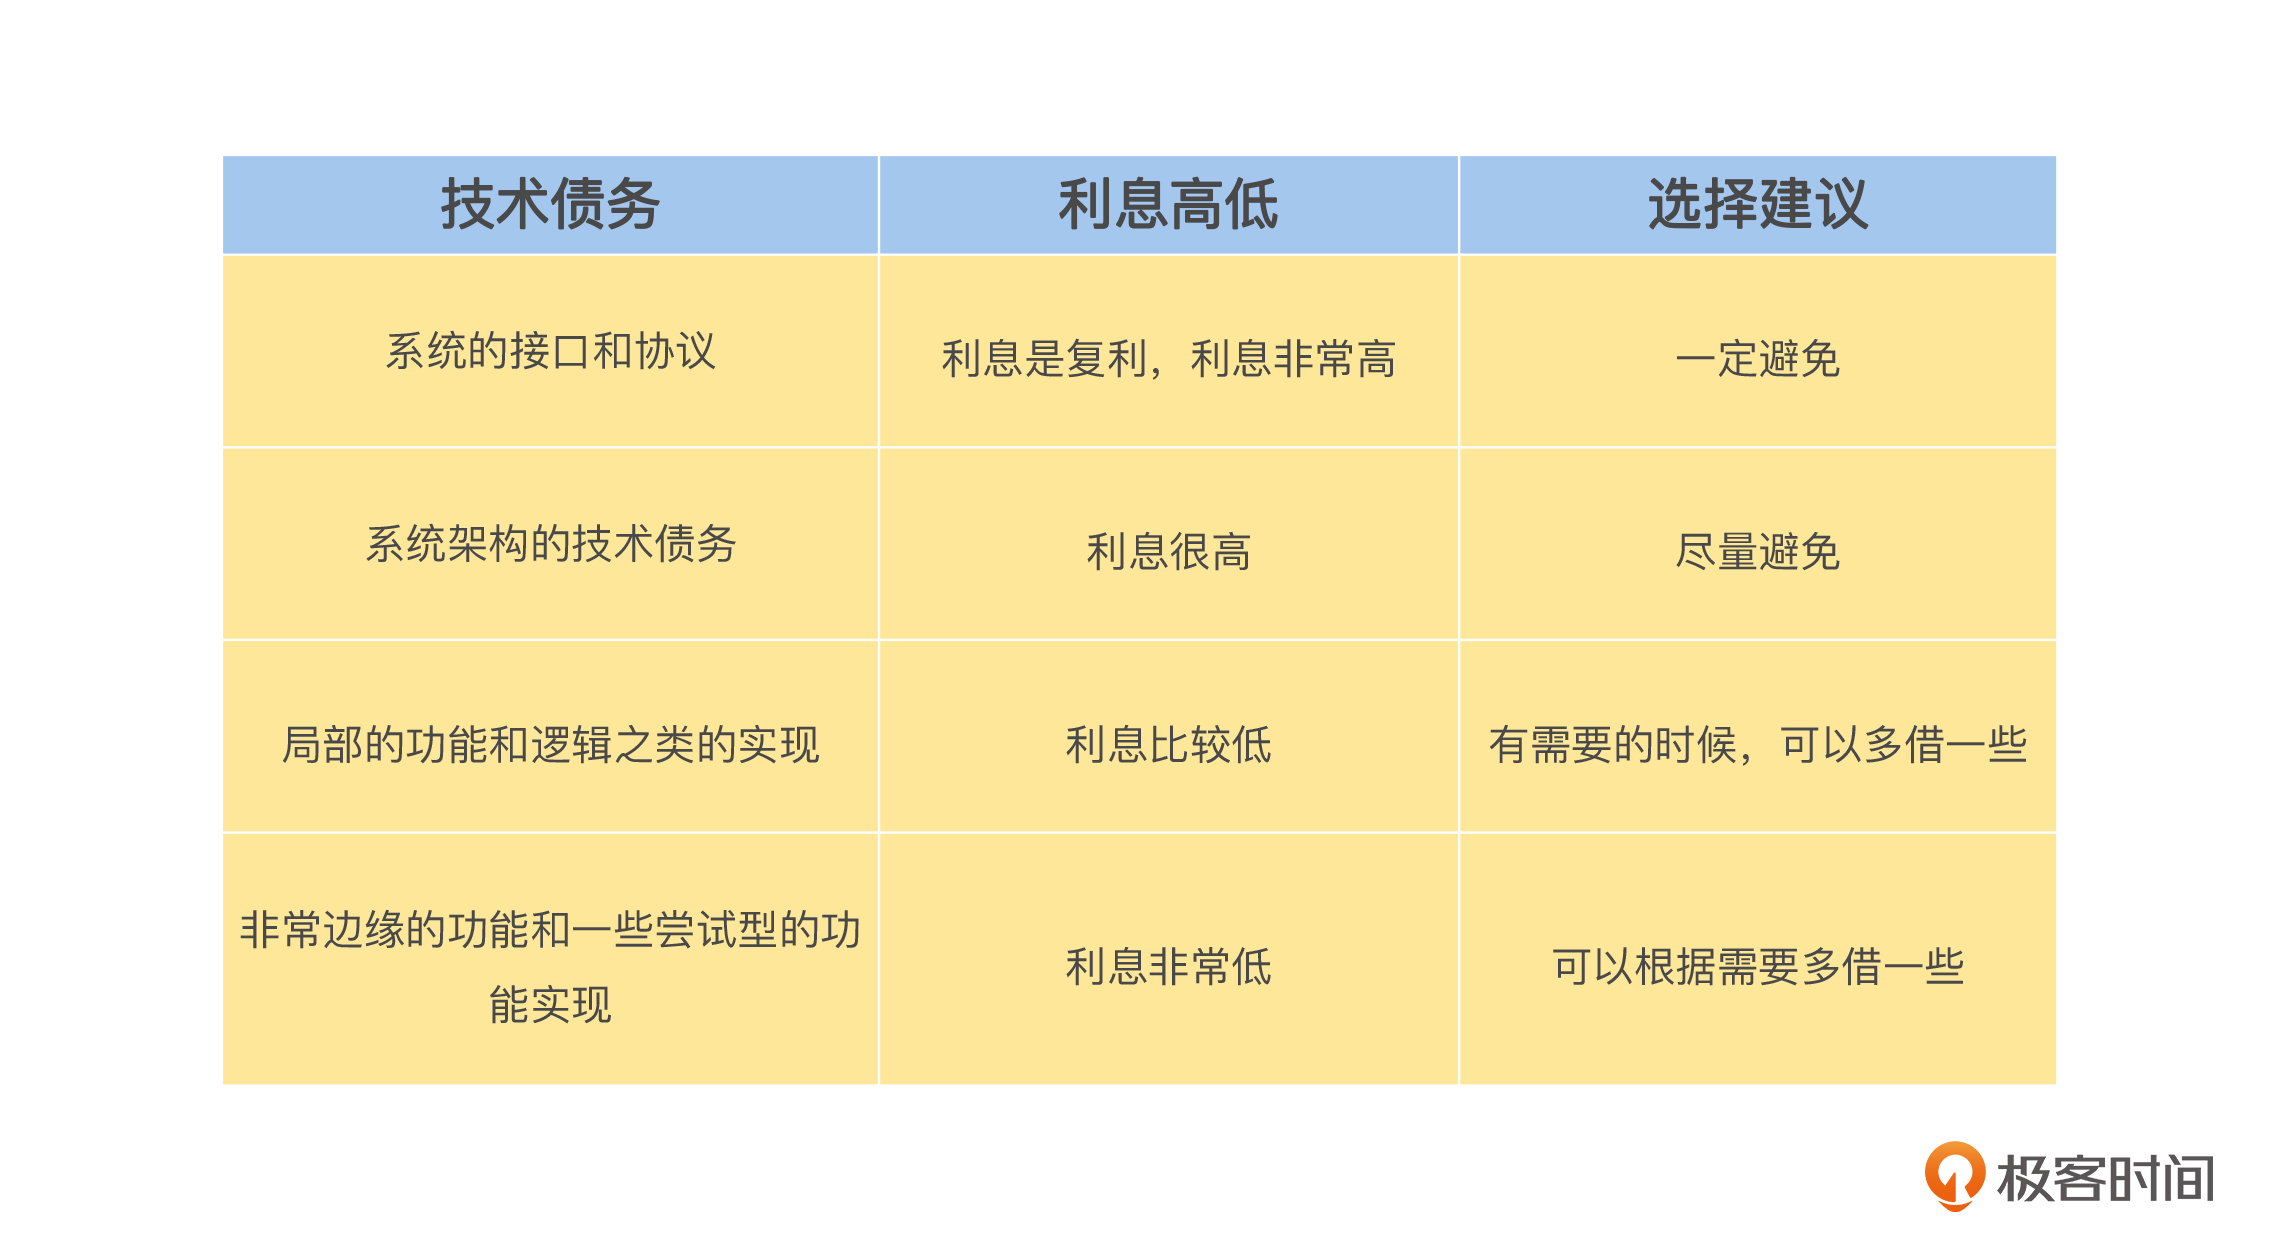 技术债务 利息高低 选择建议
系统的接口和协议 利息是复利，利息非常高 一定避免
系统架构的技术债务 利息很高 尽量避免
局部的功能和逻辑之类的实现 利息比较低 有需要的时候，可以多借一些
非常边缘的功能和一些尝试型的功
能实现 利息非常低 可以根据需要多借一些
极客时间